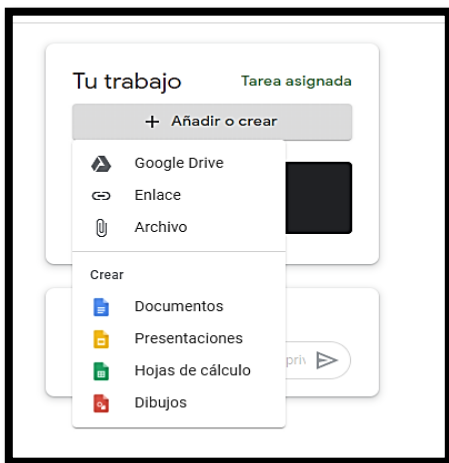 Tu trabajo Tarea asignada
+ Añadir o crear
Google Drive
Enlace
Archivo
Crear
Documentos
Presentaciones
Hojas de cálculo
Dibujos